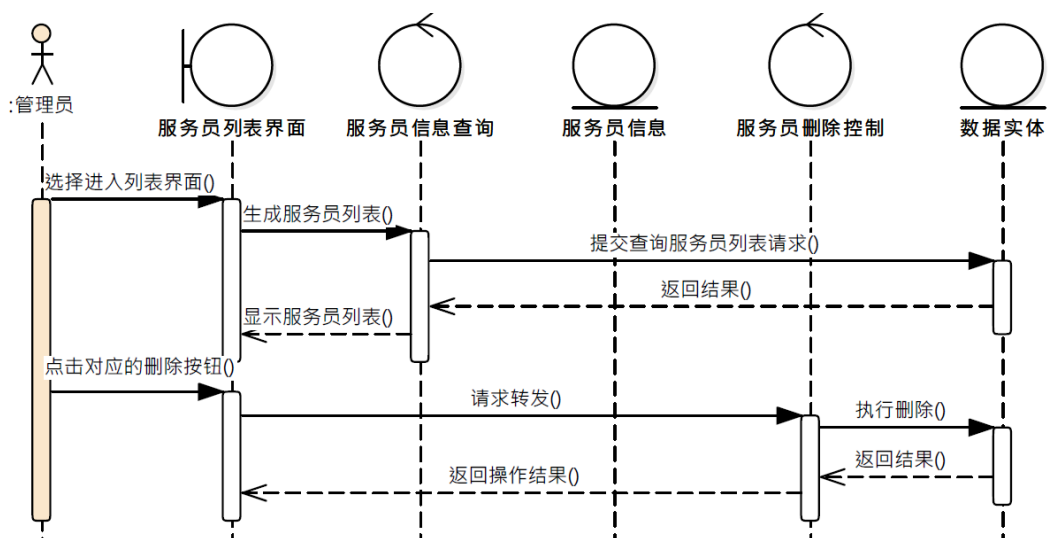 :管理员
服务员列表界面
服务员信息查询
服务员信息
服务员删除控制
数据实体
选择进入列表界面()
生成服务员列表()
提交查询服务员列表请求()
返回结果()
显示服务员列表()
点击对应的删除按钮()
请求转发()
执行删除()
返回结果()
返回操作结果()